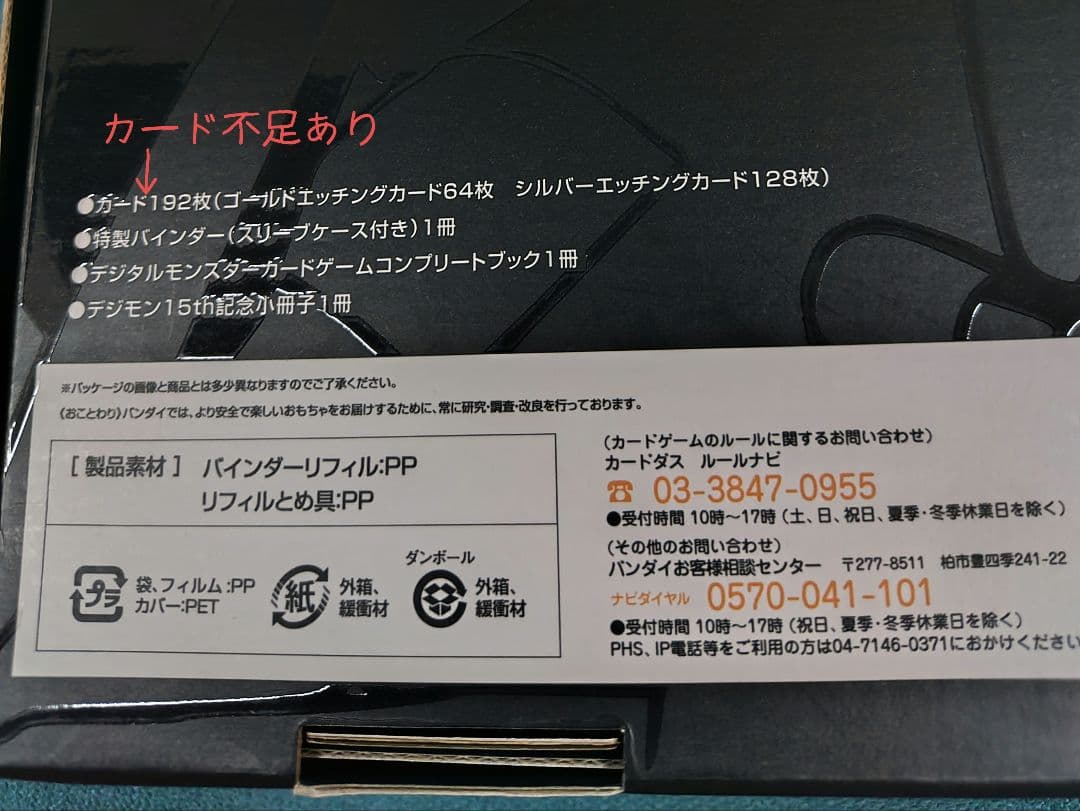 カード不足あり
●カード192枚(ゴールドエッチングカード64枚　シルバーエッチングカード128枚)
●特製バインダー(スリーブケース付き)1冊
●デジタルモンスターカードゲームコンプリートブック1冊
●デジモン15th記念小冊子1冊
※パッケージの画像と商品とは多少異なりますのでご了承ください。
《おことわり》バンダイでは、より安全で楽しいおもちゃをお届けするために、常に研究・調査・改良を行っております。
[ 製品素材 ]　バインダーリフィル:PP
リフィルとめ具:PP
プラ
袋、フィルム:PP
カバー:PET
紙
外箱、
緩衝材
ダンボール
外箱、
緩衝材
(カードゲームのルールに関するお問い合わせ)
カードダス　ルールナビ
☎ 03-3847-0955
●受付時間 10時〜17時 (土、日、祝日、夏季・冬季休業日を除く)
(その他のお問い合わせ)
バンダイお客様相談センター　〒277-8511　柏市豊四季241-22
ナビダイヤル　0570-041-101
●受付時間 10時〜17時 (祝日、夏季・冬季休業日を除く)
PHS、IP電話等をご利用の方は04-7146-0371におかけください